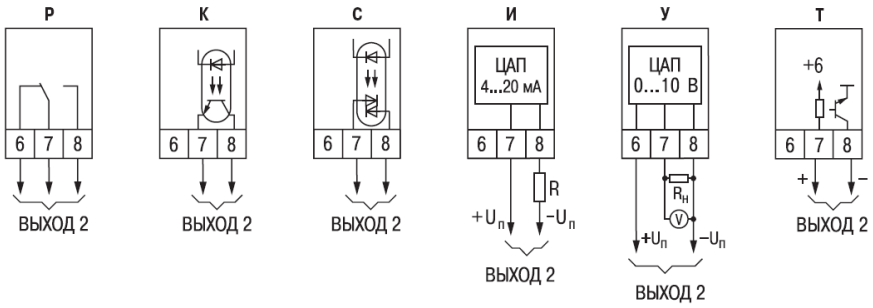 Р К С И У Т
ЦАП
4...20 мА
ЦАП
0...10 В
+6
6 7 8
6 7 8
6 7 8
6 7 8
6 7 8
6 7 8
ВЫХОД 2
ВЫХОД 2
ВЫХОД 2
R
+Uп −Uп
ВЫХОД 2
Rн
V
+Uп −Uп
ВЫХОД 2
+ −
ВЫХОД 2